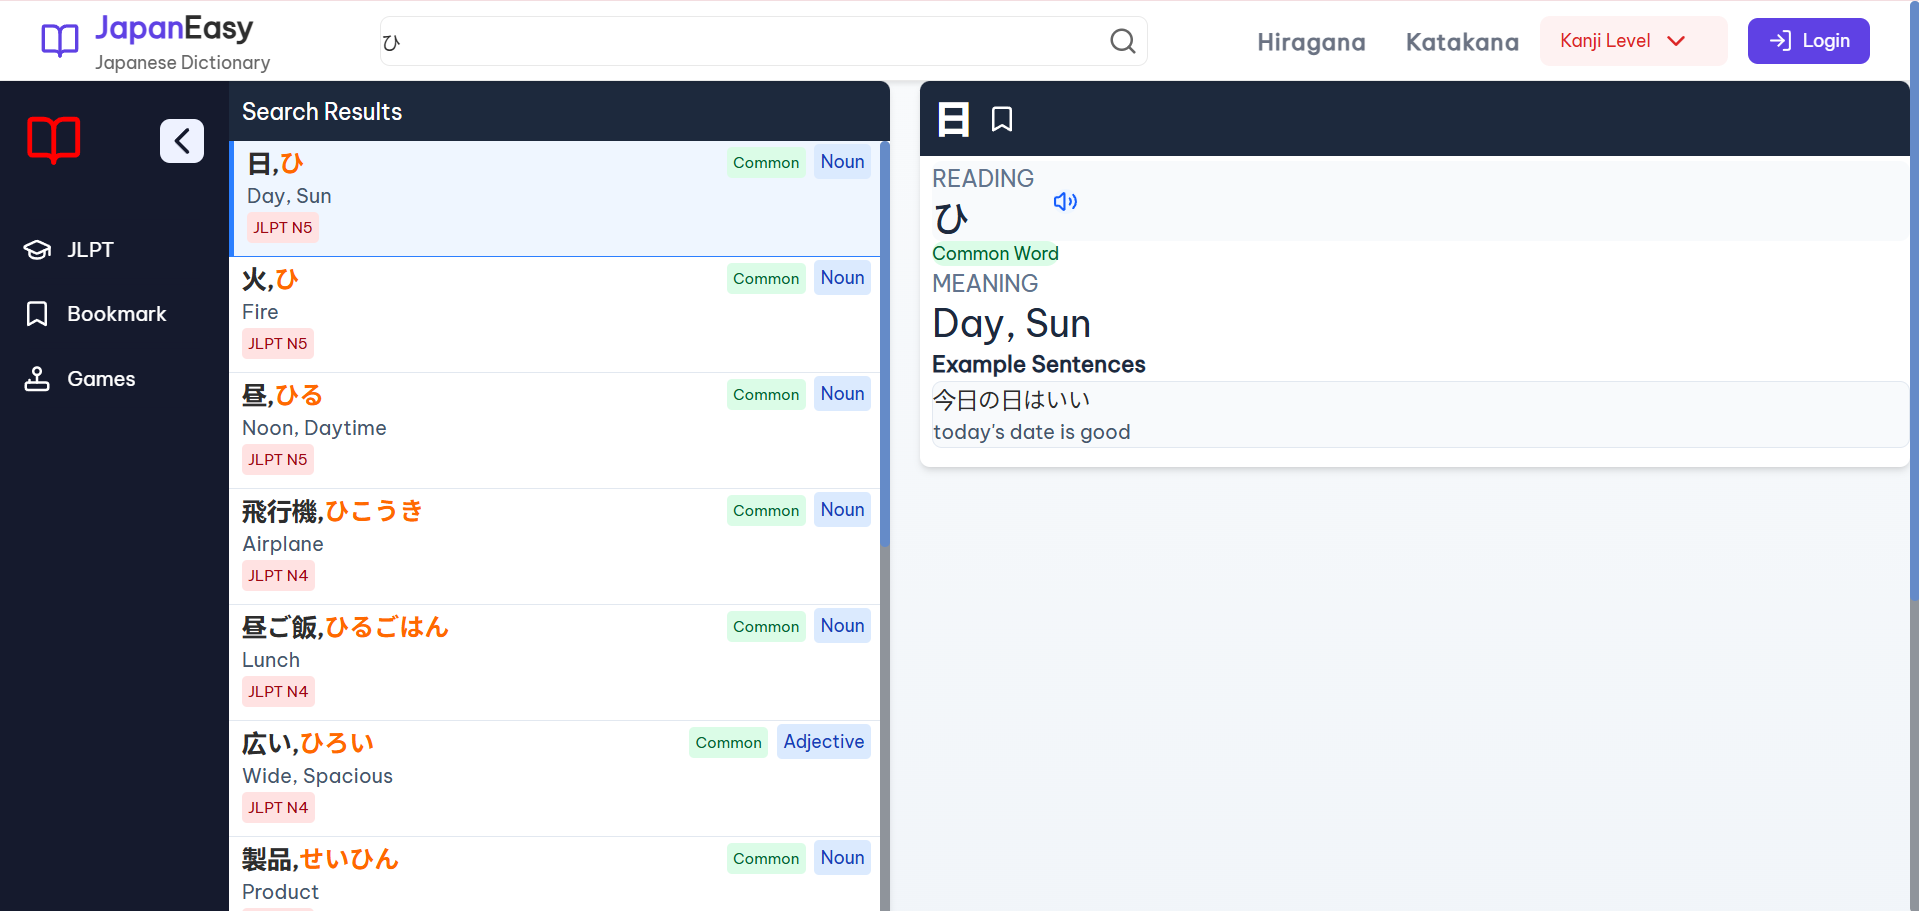 JapanEasy
Japanese Dictionary
ひ
Hiragana
Katakana
Kanji Level
Login
JLPT
Bookmark
Games
Search Results
日,ひ
Common
Noun
Day, Sun
JLPT N5
火,ひ
Common
Noun
Fire
JLPT N5
昼,ひる
Common
Noun
Noon, Daytime
JLPT N5
飛行機,ひこうき
Common
Noun
Airplane
JLPT N4
昼ご飯,ひるごはん
Common
Noun
Lunch
JLPT N4
広い,ひろい
Common
Adjective
Wide, Spacious
JLPT N4
製品,せいひん
Common
Noun
Product
日
READING
ひ
Common Word
MEANING
Day, Sun
Example Sentences
今日の日はいい
today's date is good